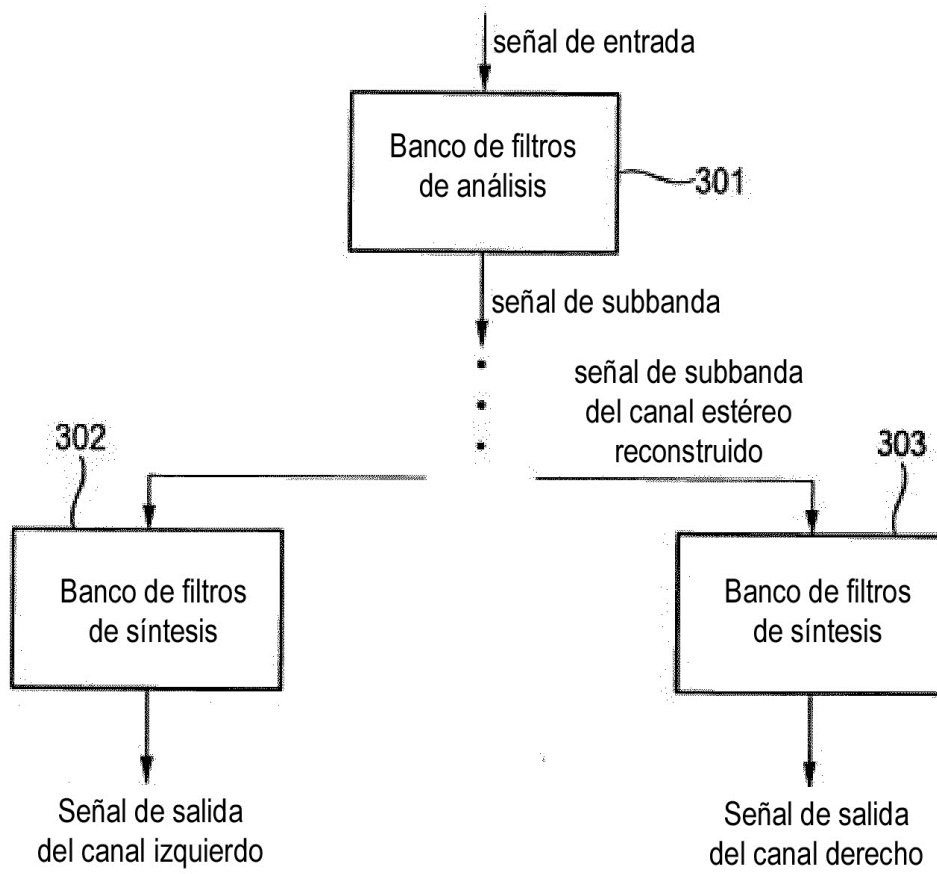 señal de entrada
Banco de filtros
de análisis
301
señal de subbanda
señal de subbanda
del canal estéreo
reconstruido
302
303
Banco de filtros
de síntesis
Banco de filtros
de síntesis
Señal de salida
del canal izquierdo
Señal de salida
del canal derecho